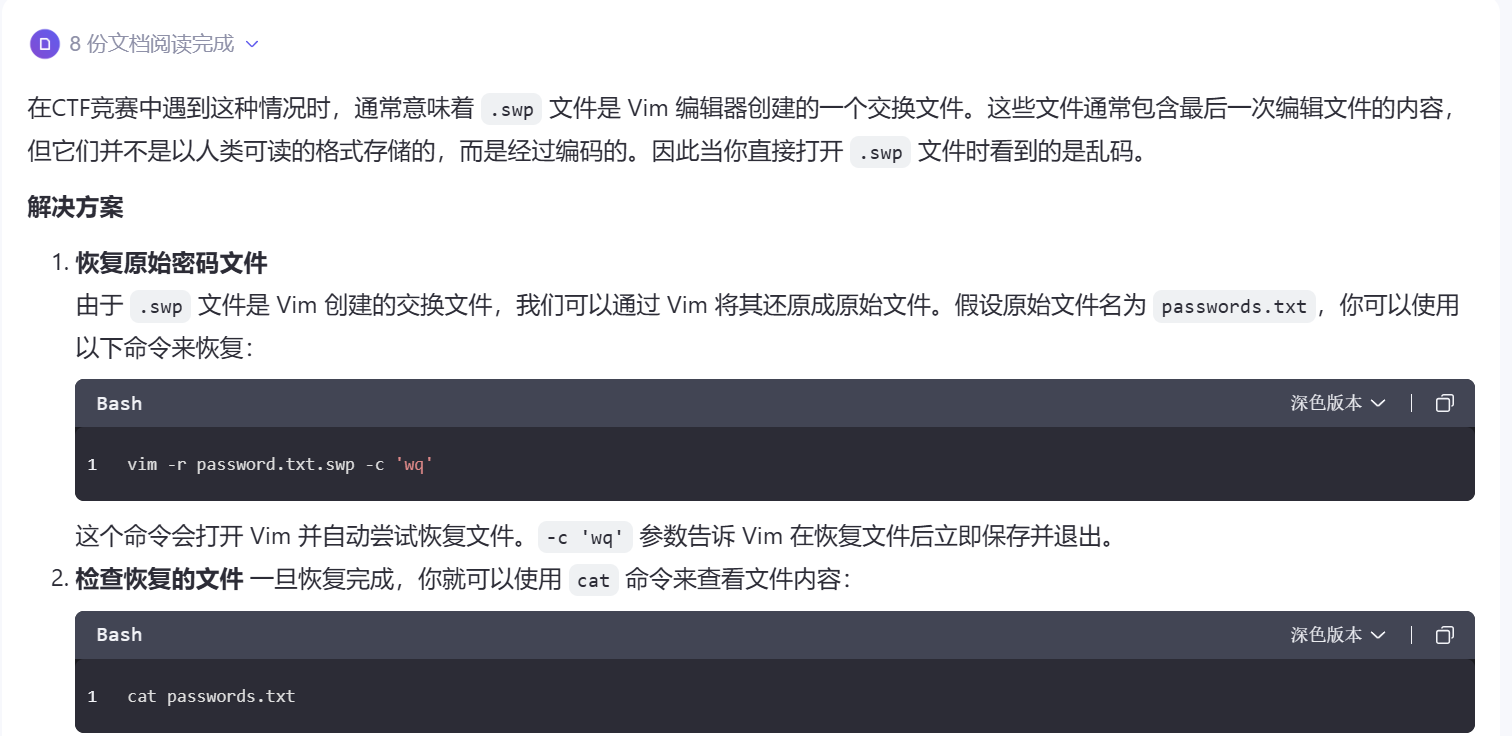 8 份文档阅读完成
在CTF竞赛中遇到这种情况时，通常意味着 .swp 文件是 Vim 编辑器创建的一个交换文件。这些文件通常包含最后一次编辑文件的内容，
但它们并不是以人类可读的格式存储的，而是经过编码的。因此当你直接打开 .swp 文件时看到的是乱码。
解决方案
1. 恢复原始密码文件
由于 .swp 文件是 Vim 创建的交换文件，我们可以通过 Vim 将其还原成原始文件。假设原始文件名为 passwords.txt，你可以使用
以下命令来恢复：
Bash 深色版本
1 vim -r password.txt.swp -c 'wq'
这个命令会打开 Vim 并自动尝试恢复文件。 -c 'wq' 参数告诉 Vim 在恢复文件后立即保存并退出。
2. 检查恢复的文件 一旦恢复完成，你就可以使用 cat 命令来查看文件内容：
Bash 深色版本
1 cat passwords.txt